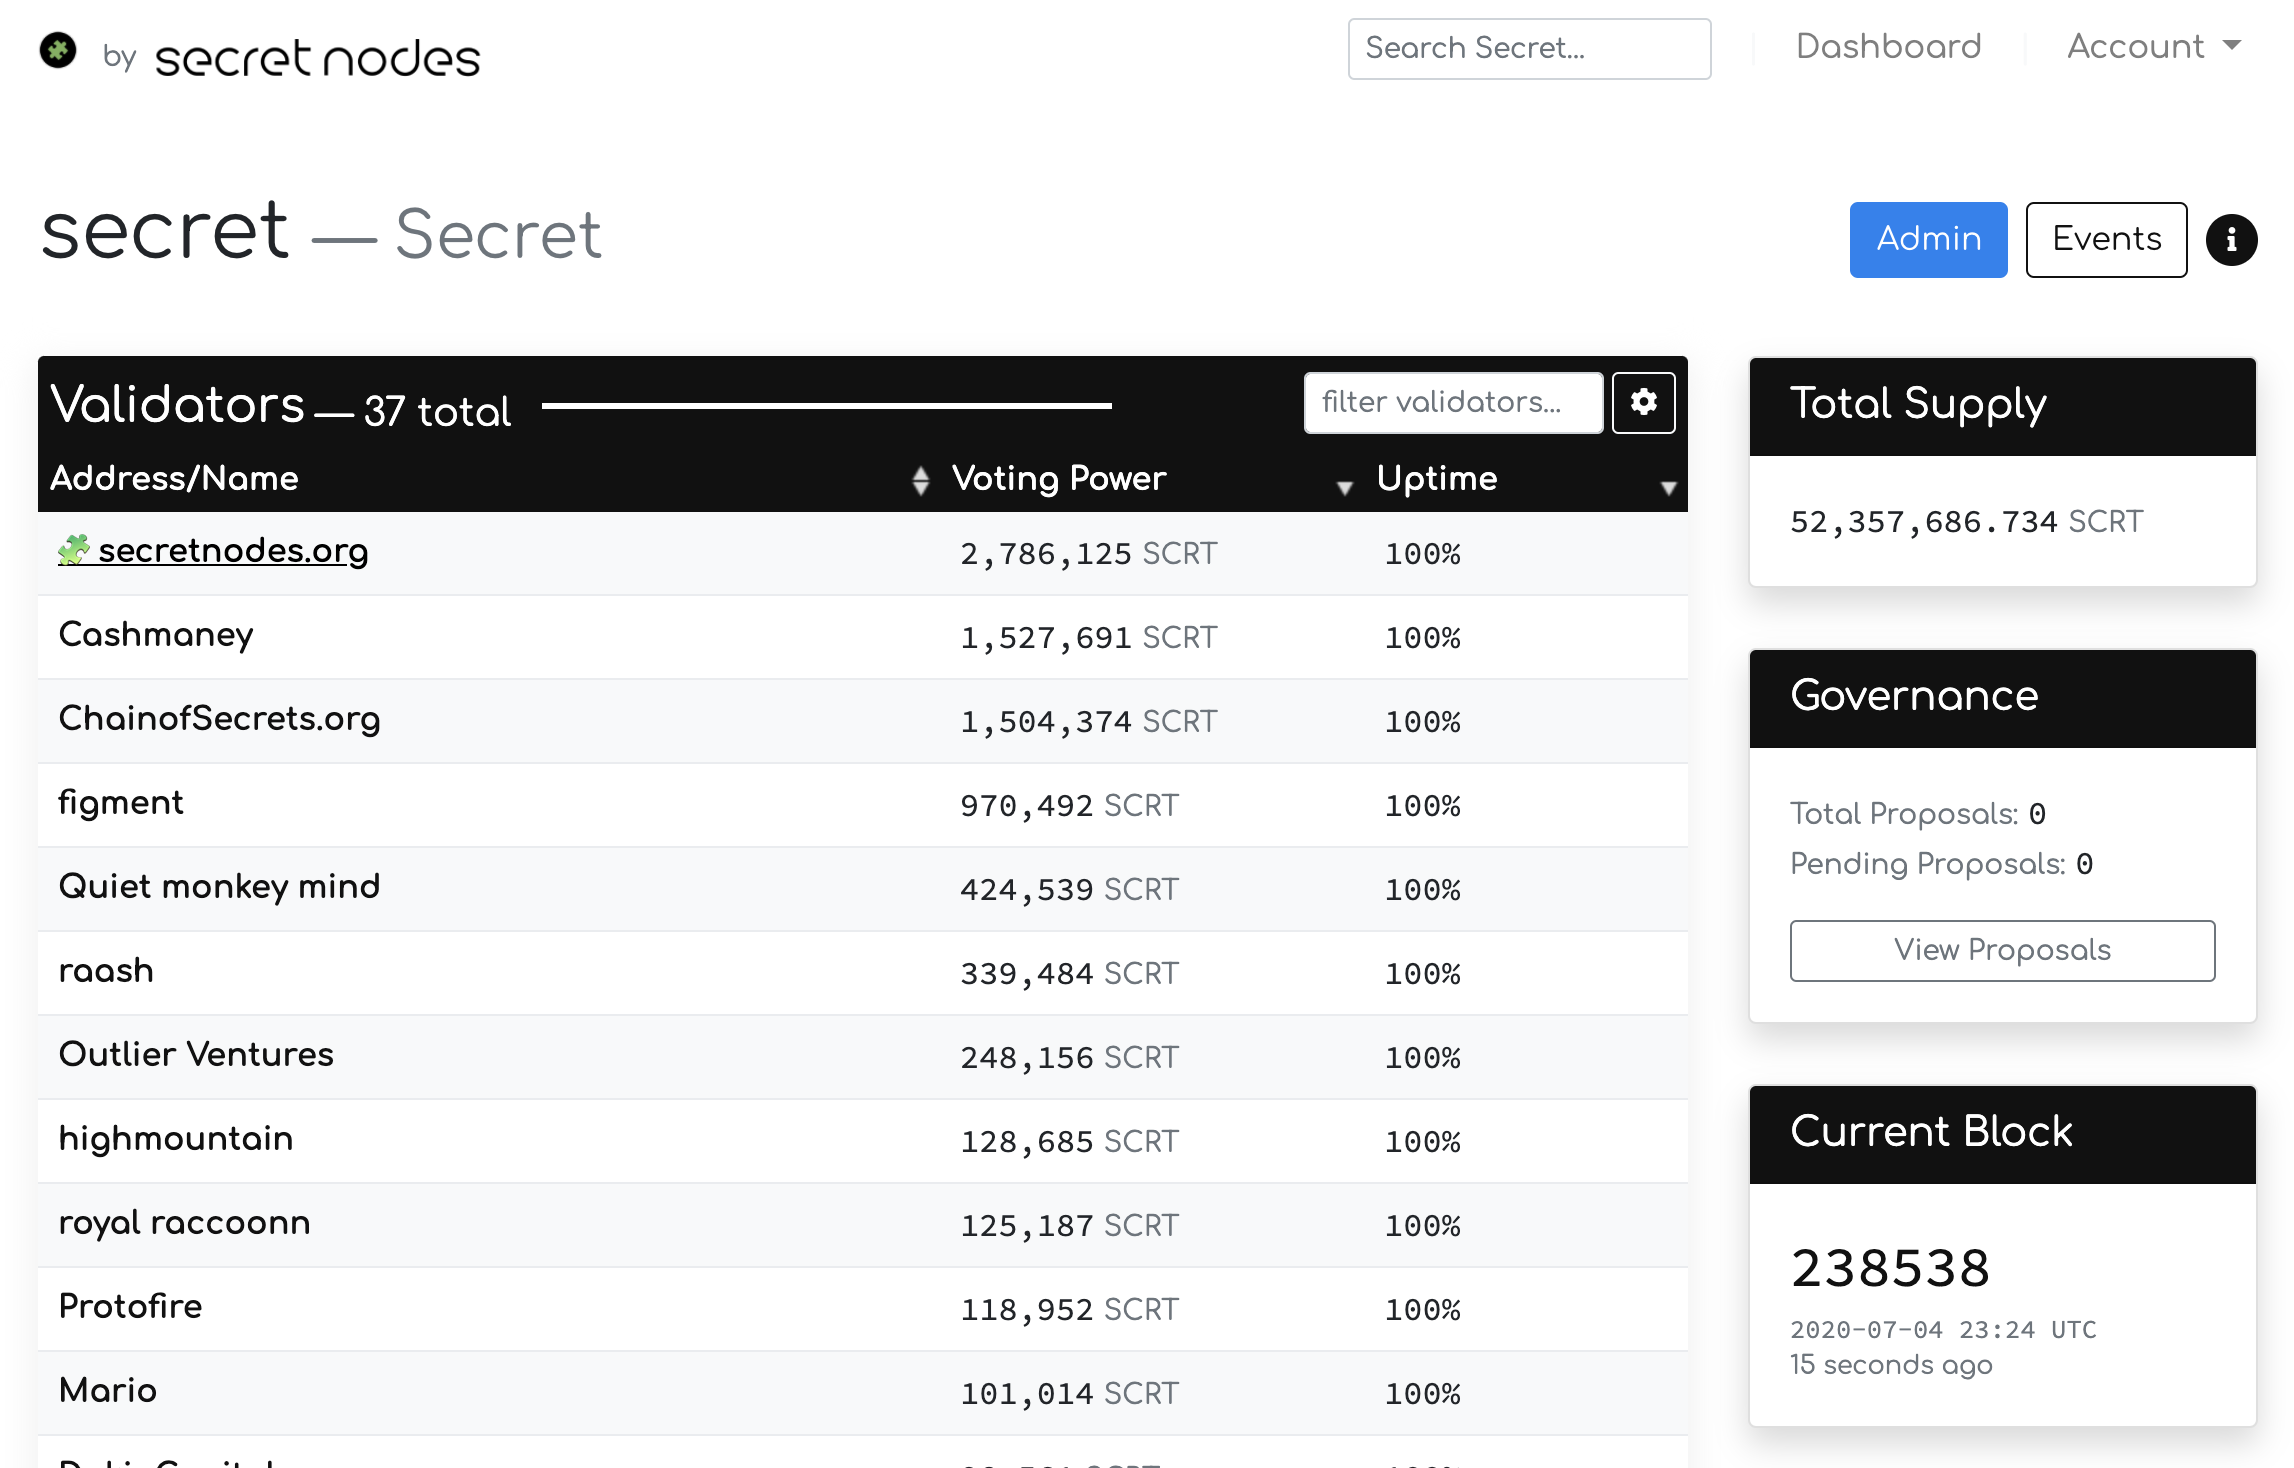 by secret nodes
Search Secret...
Dashboard
Account
secret — Secret
Admin
Events
Validators — 37 total
filter validators...
Address/Name Voting Power Uptime
secretnodes.org 2,786,125 SCRT 100%
Cashmaney 1,527,691 SCRT 100%
ChainofSecrets.org 1,504,374 SCRT 100%
figment 970,492 SCRT 100%
Quiet monkey mind 424,539 SCRT 100%
raash 339,484 SCRT 100%
Outlier Ventures 248,156 SCRT 100%
highmountain 128,685 SCRT 100%
royal raccoonn 125,187 SCRT 100%
Protofire 118,952 SCRT 100%
Mario 101,014 SCRT 100%
Total Supply
52,357,686.734 SCRT
Governance
Total Proposals: 0
Pending Proposals: 0
View Proposals
Current Block
238538
2020-07-04 23:24 UTC
15 seconds ago